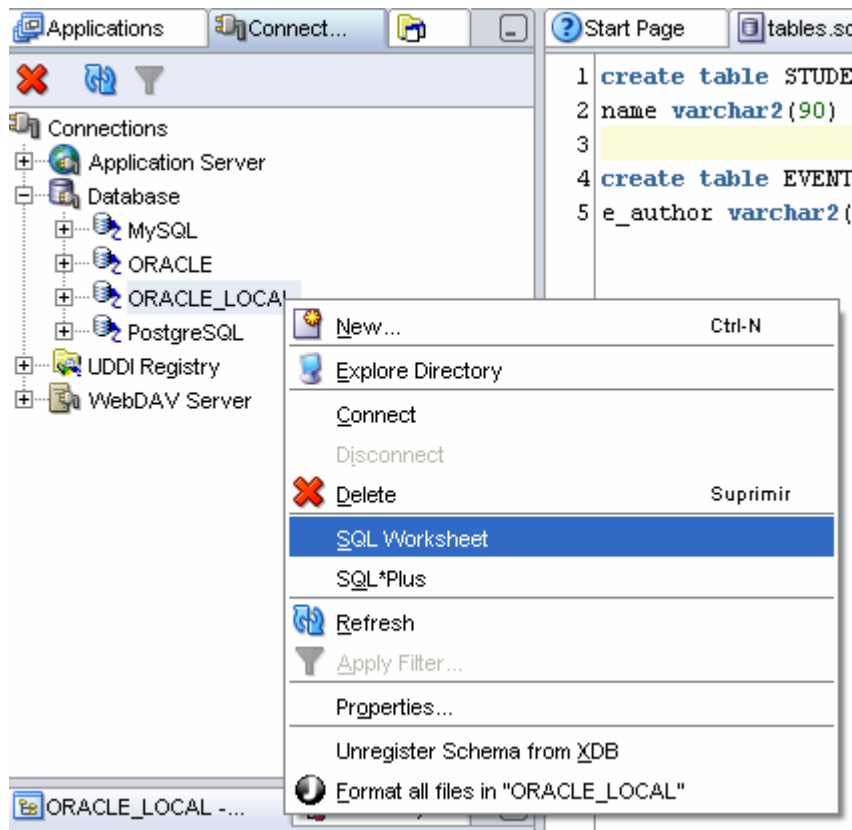 Applications Connect...
Start Page tables.sc
1 create table STUDE
2 name varchar2(90)
3
4 create table EVENT
5 e_author varchar2(
Connections
Application Server
Database
MySQL
ORACLE
ORACLE_LOCAL
PostgreSQL
UDDI Registry
WebDAV Server
New... Ctrl-N
Explore Directory
Connect
Disconnect
Delete Suprimir
SQL Worksheet
SQL*Plus
Refresh
Apply Filter...
Properties...
Unregister Schema from XDB
Format all files in "ORACLE_LOCAL"
ORACLE_LOCAL -...